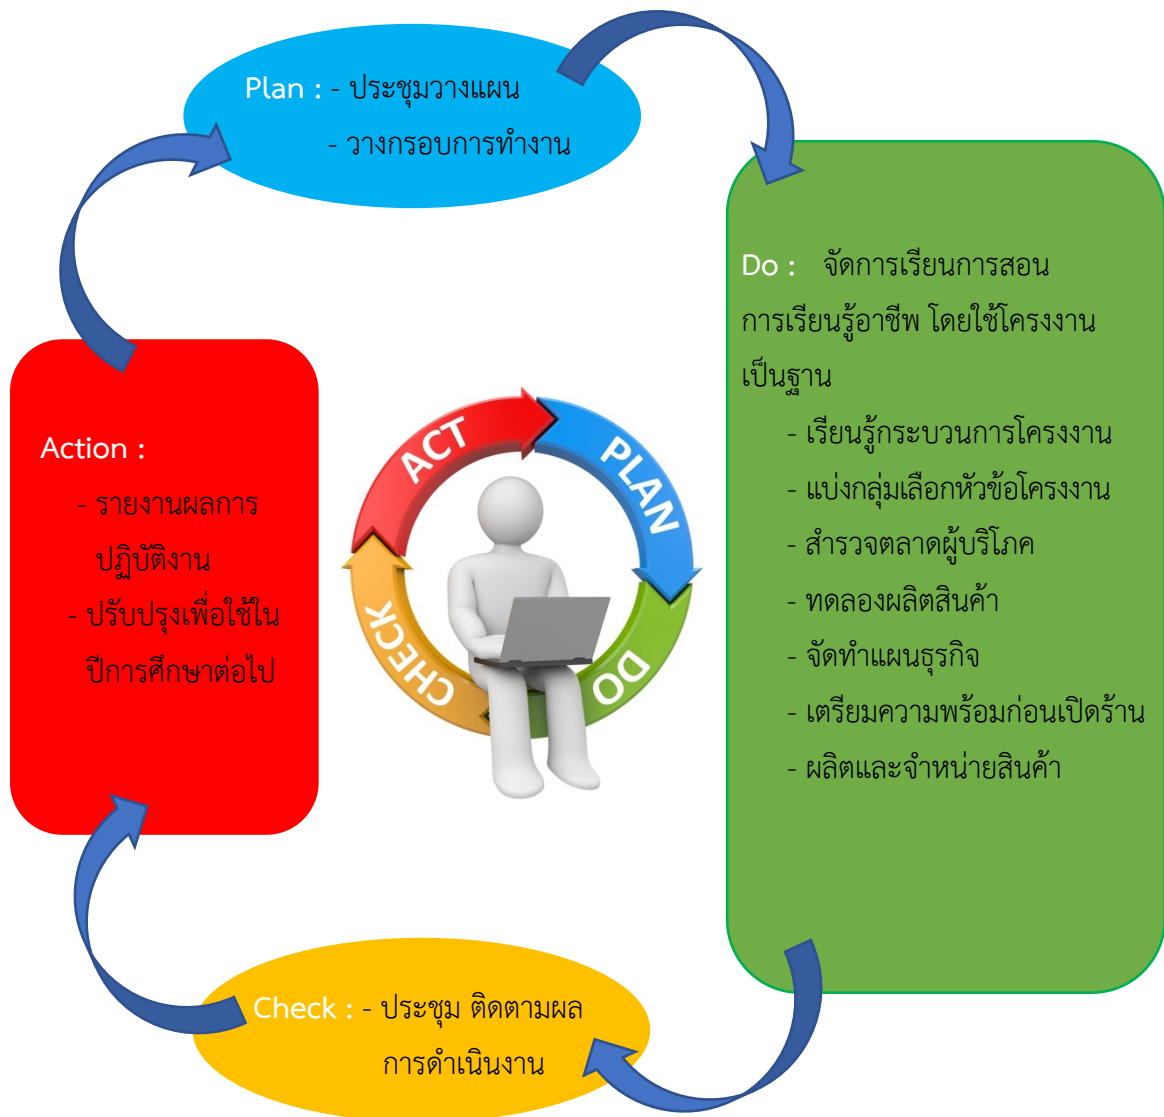 Plan : - ประชุมวางแผน
- วางกรอบการทำงาน
Do : จัดการเรียนการสอน
การเรียนรู้อาชีพ โดยใช้โครงงาน
เป็นฐาน
- เรียนรู้กระบวนการโครงงาน
- แบ่งกลุ่มเลือกหัวข้อโครงงาน
- สำรวจตลาดผู้บริโภค
- ทดลองผลิตสินค้า
- จัดทำแผนธุรกิจ
- เตรียมความพร้อมก่อนเปิดร้าน
- ผลิตและจำหน่ายสินค้า
Check : - ประชุม ติดตามผล
การดำเนินงาน
Action :
- รายงานผลการ
ปฏิบัติงาน
- ปรับปรุงเพื่อใช้ใน
ปีการศึกษาต่อไป
PLAN
DO
CHECK
ACT